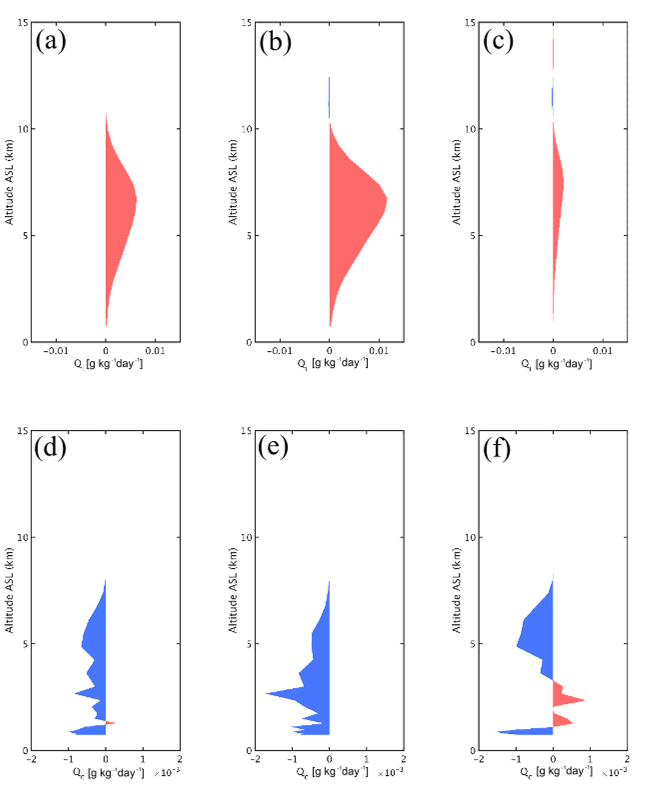 (a) (b) (c)
15 15 15
10 10 10
5 5 5
0 0 0
Altitude ASL (km) Altitude ASL (km) Altitude ASL (km)
−0.01 0 0.01 −0.01 0 0.01 −0.01 0 0.01
Q [g kg⁻¹day⁻¹] Qᵢ [g kg⁻¹day⁻¹] Qᵢ [g kg⁻¹day⁻¹]
(d) (e) (f)
15 15 15
10 10 10
5 5 5
0 0 0
Altitude ASL (km) Altitude ASL (km) Altitude ASL (km)
−2 −1 0 1 2 −2 −1 0 1 2 −2 −1 0 1 2
Q [g kg⁻¹day⁻¹] ×10⁻³ Q [g kg⁻¹day⁻¹] ×10⁻³ Q [g kg⁻¹day⁻¹] ×10⁻³